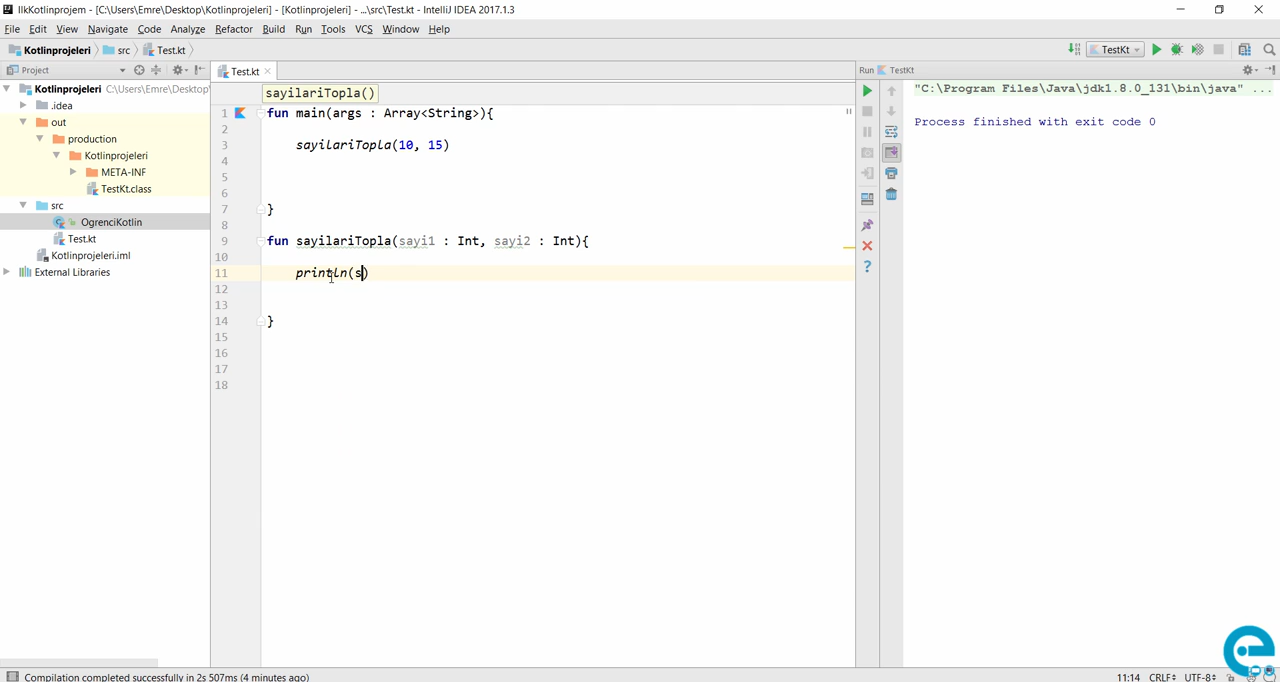 IlkKotlinprojem - [C:\Users\Emre\Desktop\Kotlinprojeleri] - [Kotlinprojeleri] - ...\src\Test.kt - IntelliJ IDEA 2017.1.3
File Edit View Navigate Code Analyze Refactor Build Run Tools VCS Window Help
Kotlinprojeleri src Test.kt
TestKt
Project
Test.kt
Run TestKt
Kotlinprojeleri C:\Users\Emre\Desktop\
.idea
out
production
Kotlinprojeleri
META-INF
TestKt.class
src
OgrenciKotlin
Test.kt
Kotlinprojeleri.iml
External Libraries
sayilariTopla()
1 fun main(args : Array<String>){
2
3 sayilariTopla(10, 15)
4
5
6
7 }
8
9 fun sayilariTopla(sayi1 : Int, sayi2 : Int){
10
11 println(s)
12
13
14 }
15
16
17
18
"C:\Program Files\Java\jdk1.8.0_131\bin\java" ...
Process finished with exit code 0
Compilation completed successfully in 2s 507ms (4 minutes ago)
11:14 CRLF UTF-8